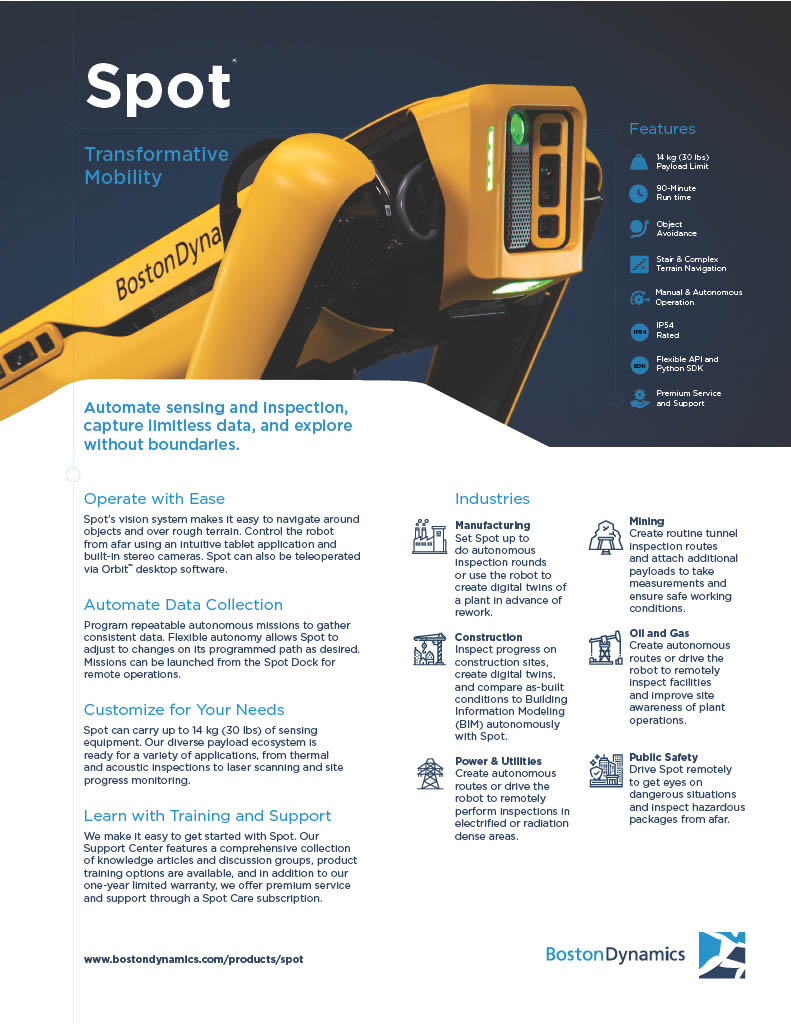 Spot®
Transformative
Mobility
BostonDyna
Features
14 kg (30 lbs)
Payload Limit
90-Minute
Run time
Object
Avoidance
Stair & Complex
Terrain Navigation
Manual & Autonomous
Operation
IP54
IP54
Rated
SDK
Flexible API and
Python SDK
Premium Service
and Support
Automate sensing and inspection,
capture limitless data, and explore
without boundaries.
Operate with Ease
Spot's vision system makes it easy to navigate around
objects and over rough terrain. Control the robot
from afar using an intuitive tablet application and
built-in stereo cameras. Spot can also be teleoperated
via Orbit™ desktop software.
Automate Data Collection
Program repeatable autonomous missions to gather
consistent data. Flexible autonomy allows Spot to
adjust to changes on its programmed path as desired.
Missions can be launched from the Spot Dock for
remote operations.
Customize for Your Needs
Spot can carry up to 14 kg (30 lbs) of sensing
equipment. Our diverse payload ecosystem is
ready for a variety of applications, from thermal
and acoustic inspections to laser scanning and site
progress monitoring.
Learn with Training and Support
We make it easy to get started with Spot. Our
Support Center features a comprehensive collection
of knowledge articles and discussion groups, product
training options are available, and in addition to our
one-year limited warranty, we offer premium service
and support through a Spot Care subscription.
Industries
Manufacturing
Set Spot up to
do autonomous
inspection rounds
or use the robot to
create digital twins of
a plant in advance of
rework.
Construction
Inspect progress on
construction sites,
create digital twins,
and compare as-built
conditions to Building
Information Modeling
(BIM) autonomously
with Spot.
Power & Utilities
Create autonomous
routes or drive the
robot to remotely
perform inspections in
electrified or radiation
dense areas.
Mining
Create routine tunnel
inspection routes
and attach additional
payloads to take
measurements and
ensure safe working
conditions.
Oil and Gas
Create autonomous
routes or drive the
robot to remotely
inspect facilities
and improve site
awareness of plant
operations.
Public Safety
Drive Spot remotely
to get eyes on
dangerous situations
and inspect hazardous
packages from afar.
www.bostondynamics.com/products/spot
BostonDynamics